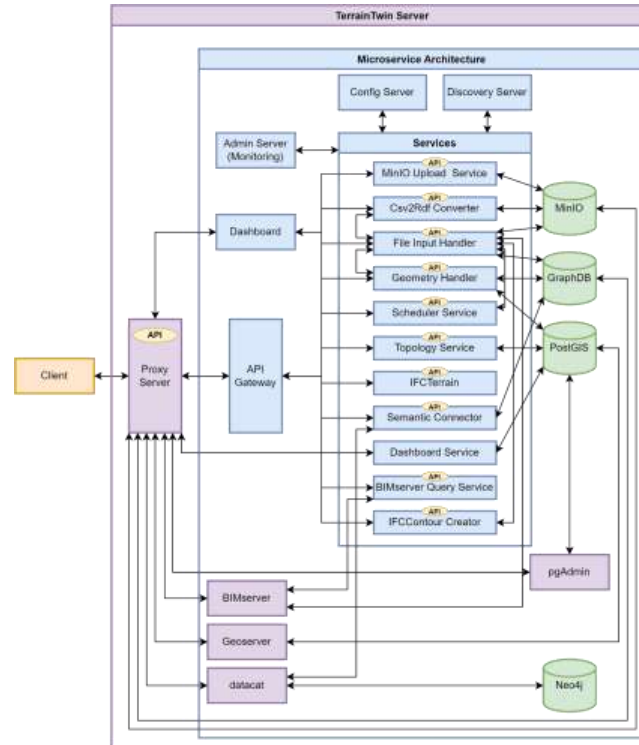 TerrainTwin Server
Microservice Architecture
Config Server
Discovery Server
Admin Server
(Monitoring)
Services
API
MinIO Upload Service
API
Csv2Rdf Converter
MinIO
Dashboard
API
File Input Handler
API
Geometry Handler
GraphDB
API
Scheduler Service
API
Proxy
Server
API
Gateway
API
Topology Service
PostGIS
Client
API
IFCTerrain
API
Semantic Connector
Dashboard Service
API
BIMserver Query Service
API
IFCContour Creator
pgAdmin
BIMserver
Geoserver
datacat
Neo4j